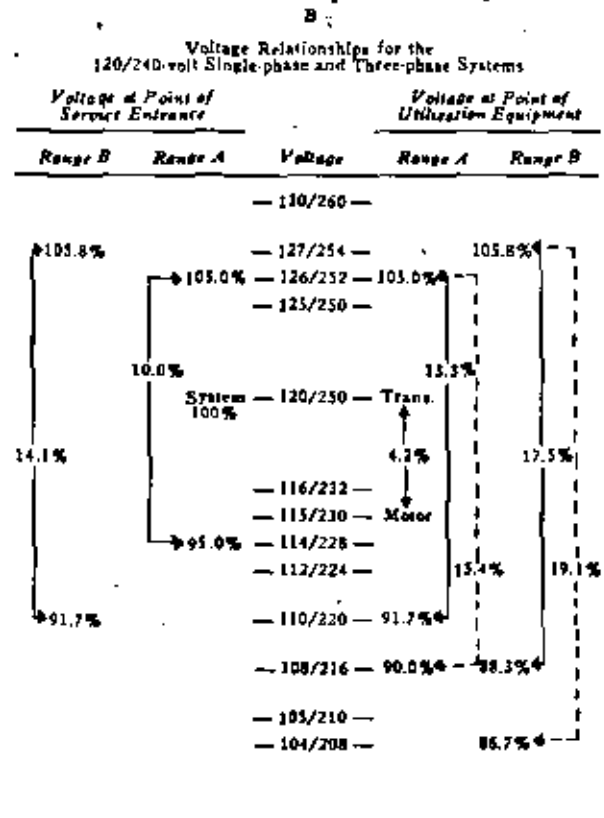 B
Voltage Relationships for the
120/240-volt Single-phase and Three-phase Systems
Voltage at Point of Service Entrance
Voltage at Point of Utilization Equipment
Range B Range A Voltage Range A Range B
— 130/260 —
105.8% — 127/254 — 105.8%
105.0% — 126/252 — 105.0%
— 125/250 —
10.0% 13.3%
System — 120/250 — Trans.
100%
14.1% 4.2% 17.5%
— 116/232 —
— 115/230 — Motor
95.0% — 114/228 —
— 112/224 — 15.4% 19.1%
91.7% — 110/220 — 91.7%
— 108/216 — 90.0% 88.3%
— 105/210 —
— 104/208 — 86.7%